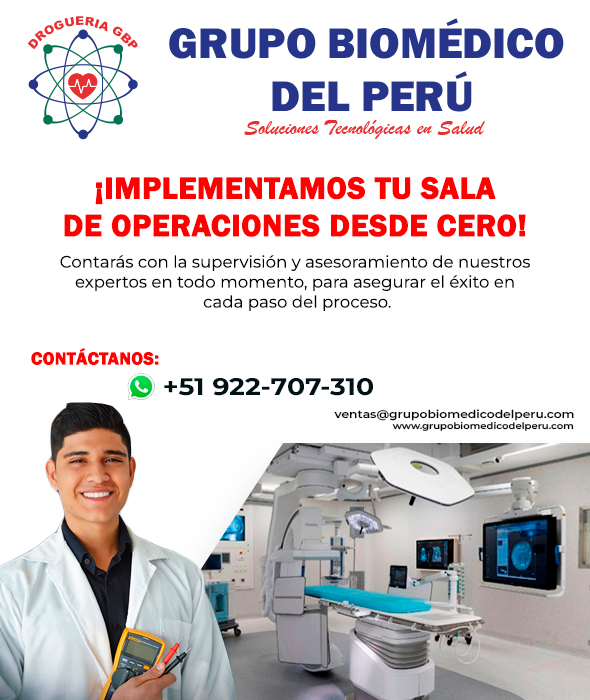 DROGUERIA GBP
GRUPO BIOMÉDICO
DEL PERÚ
Soluciones Tecnológicas en Salud
¡IMPLEMENTAMOS TU SALA
DE OPERACIONES DESDE CERO!
Contarás con la supervisión y asesoramiento de nuestros
expertos en todo momento, para asegurar el éxito en
cada paso del proceso.
CONTÁCTANOS:
+51 922-707-310
ventas@grupobiomedicodelperu.com
www.grupobiomedicodelperu.com